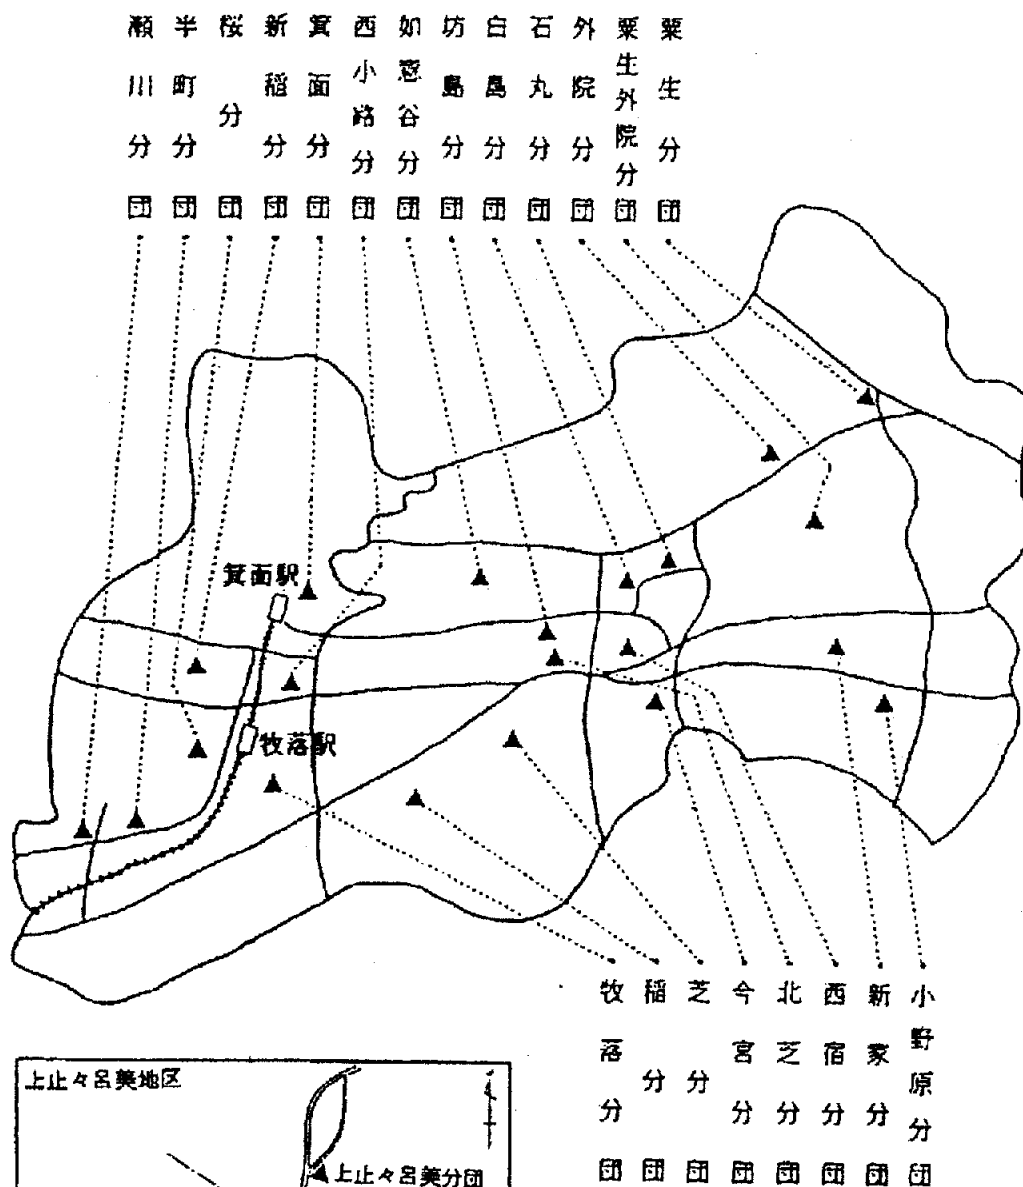 瀬川分団
半町分団
桜分団
新稲分団
箕面分団
西小路分団
如意谷分団
坊島分団
白島分団
石丸分団
外院分団
粟生外院分団
粟生分団
箕面駅
牧落駅
牧落分団
稲分団
芝分団
今宮分団
北芝分団
西宿分団
新家分団
小野原分団
上止々呂美地区
上止々呂美分団